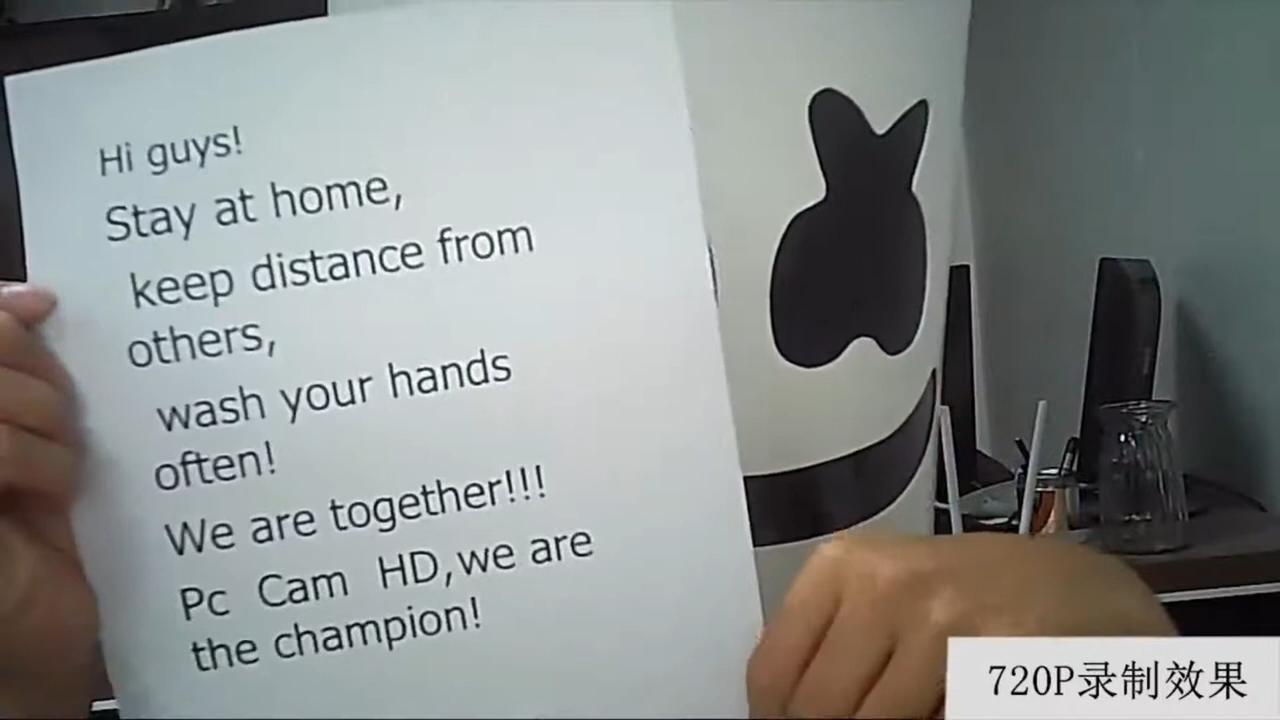 Hi guys!
Stay at home,
keep distance from
others,
wash your hands
often!
We are together!!!
Pc Cam HD,we are
the champion!
720P录制效果